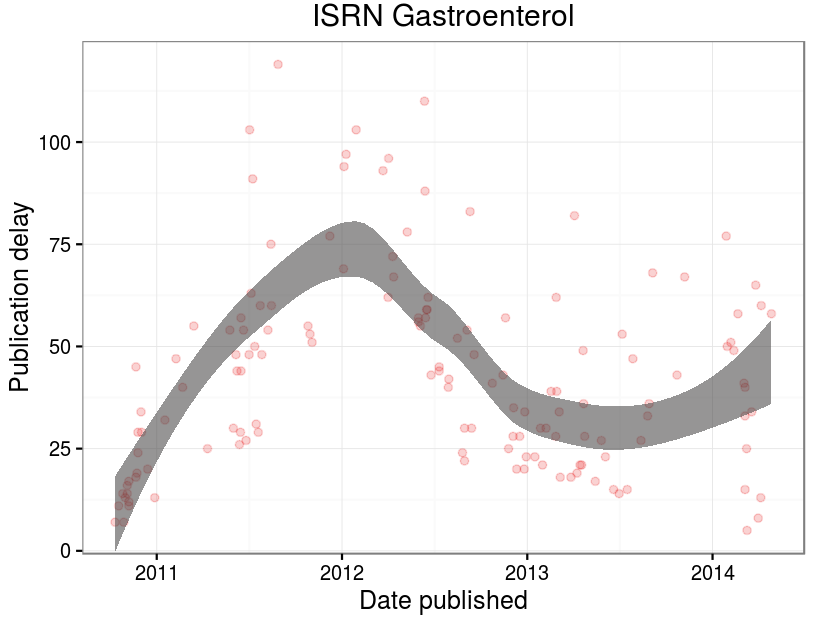 ISRN Gastroenterol
Publication delay
100
75
50
25
0
2011 2012 2013 2014
Date published